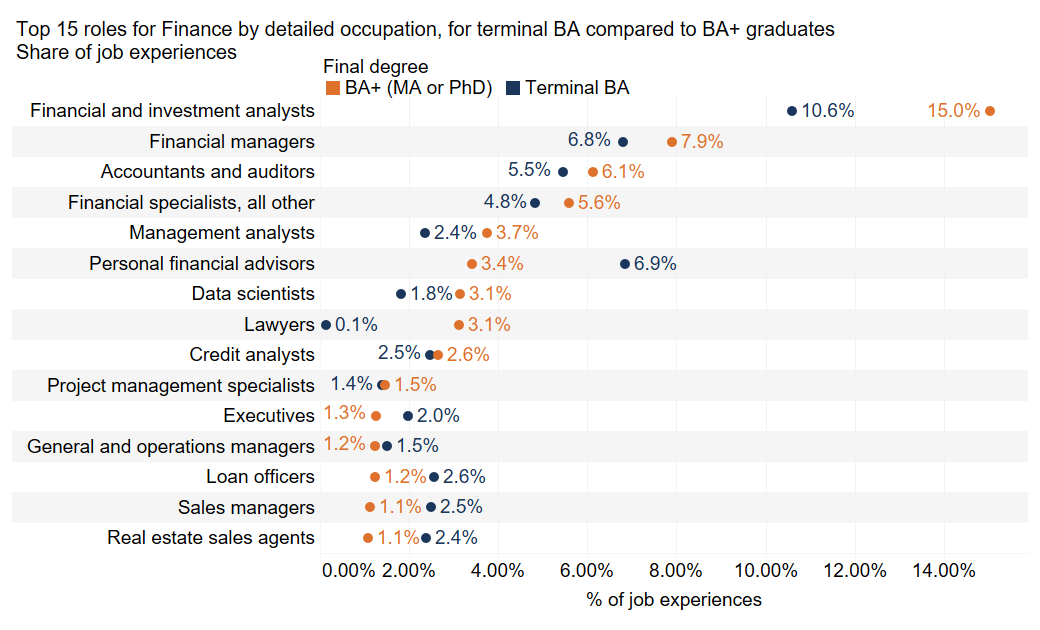 Top 15 roles for Finance by detailed occupation, for terminal BA compared to BA+ graduates
Share of job experiences
Final degree
BA+ (MA or PhD) Terminal BA
Financial and investment analysts 10.6% 15.0%
Financial managers 6.8% 7.9%
Accountants and auditors 5.5% 6.1%
Financial specialists, all other 4.8% 5.6%
Management analysts 2.4% 3.7%
Personal financial advisors 3.4% 6.9%
Data scientists 1.8% 3.1%
Lawyers 0.1% 3.1%
Credit analysts 2.5% 2.6%
Project management specialists 1.4% 1.5%
Executives 1.3% 2.0%
General and operations managers 1.2% 1.5%
Loan officers 1.2% 2.6%
Sales managers 1.1% 2.5%
Real estate sales agents 1.1% 2.4%
0.00% 2.00% 4.00% 6.00% 8.00% 10.00% 12.00% 14.00%
% of job experiences